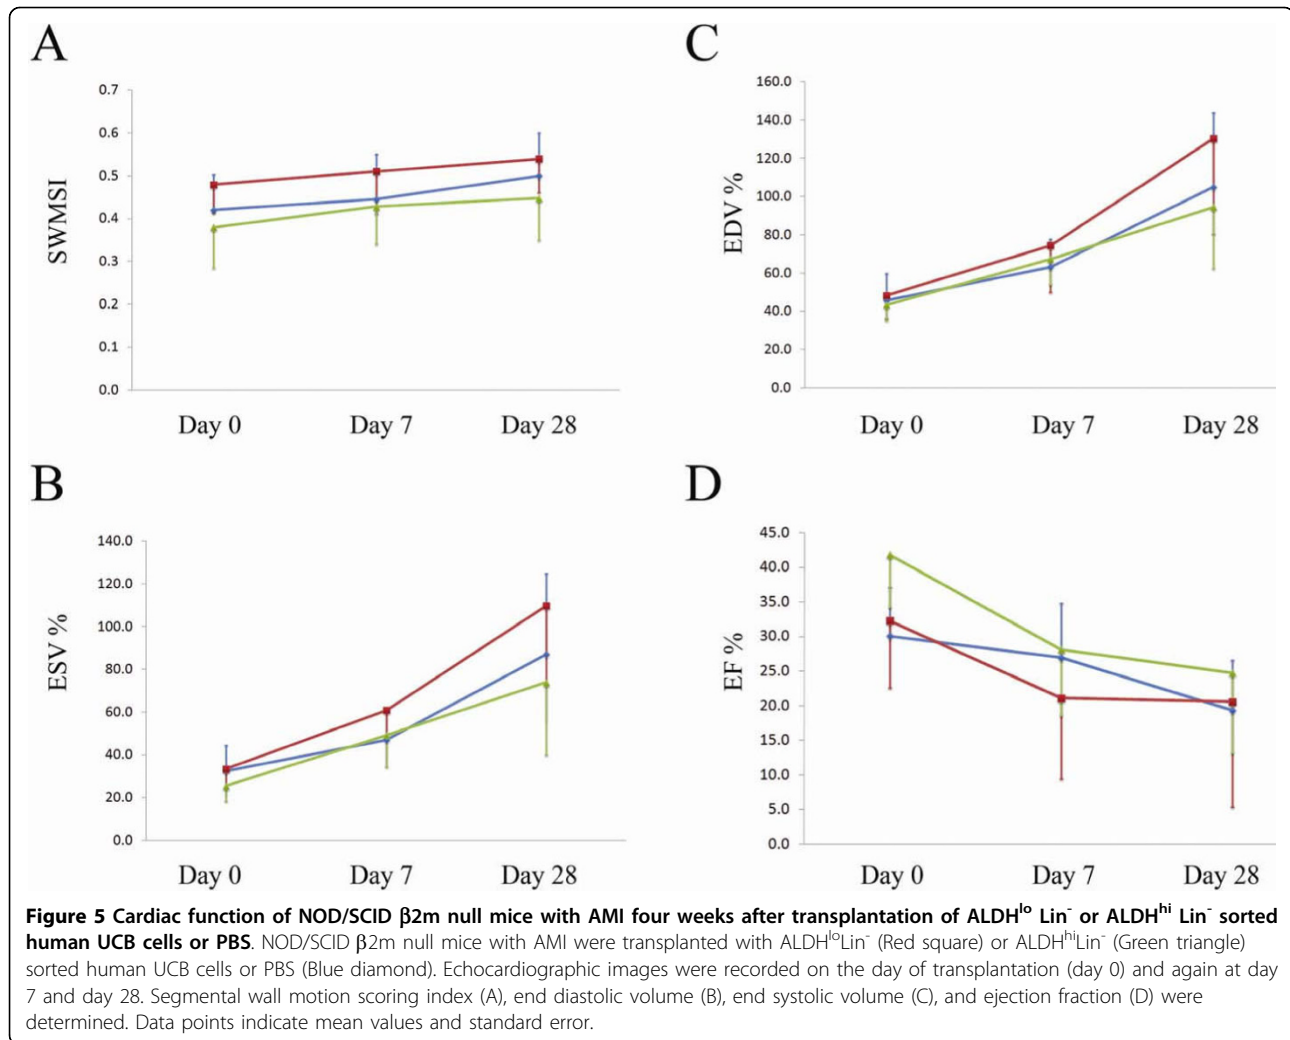 A
0.7
0.6
0.5
0.4
0.3
0.2
0.1
0.0
SWMSI
Day 0 Day 7 Day 28
C
160.0
140.0
120.0
100.0
80.0
60.0
40.0
20.0
0.0
EDV %
Day 0 Day 7 Day 28
B
140.0
120.0
100.0
80.0
60.0
40.0
20.0
0.0
ESV %
Day 0 Day 7 Day 28
D
45.0
40.0
35.0
30.0
25.0
20.0
15.0
10.0
5.0
0.0
EF %
Day 0 Day 7 Day 28
Figure 5 Cardiac function of NOD/SCID β2m null mice with AMI four weeks after transplantation of ALDHˡᵒ Lin⁻ or ALDHʰⁱ Lin⁻ sorted
human UCB cells or PBS. NOD/SCID β2m null mice with AMI were transplanted with ALDHˡᵒLin⁻ (Red square) or ALDHʰⁱLin⁻ (Green triangle)
sorted human UCB cells or PBS (Blue diamond). Echocardiographic images were recorded on the day of transplantation (day 0) and again at day
7 and day 28. Segmental wall motion scoring index (A), end diastolic volume (B), end systolic volume (C), and ejection fraction (D) were
determined. Data points indicate mean values and standard error.